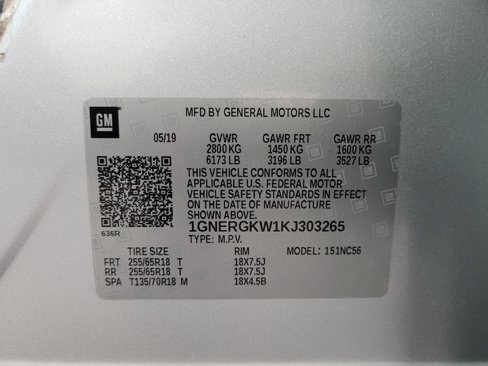 GM
MFD BY GENERAL MOTORS LLC
05/19 GVWR GAWR FRT GAWR RR
2800 KG 1450 KG 1600 KG
6173 LB 3196 LB 3527 LB
THIS VEHICLE CONFORMS TO ALL
APPLICABLE U.S. FEDERAL MOTOR
VEHICLE SAFETY STANDARDS IN EFFECT
ON THE DATE OF MANUFACTURE
SHOWN ABOVE.
636R
1GNERGKW1KJ303265
TYPE: M.P.V. MODEL: 151NC56
TIRE SIZE RIM
FRT 255/65R18 T 18X7.5J
RR 255/65R18 T 18X7.5J
SPA T135/70R18 M 18X4.5B